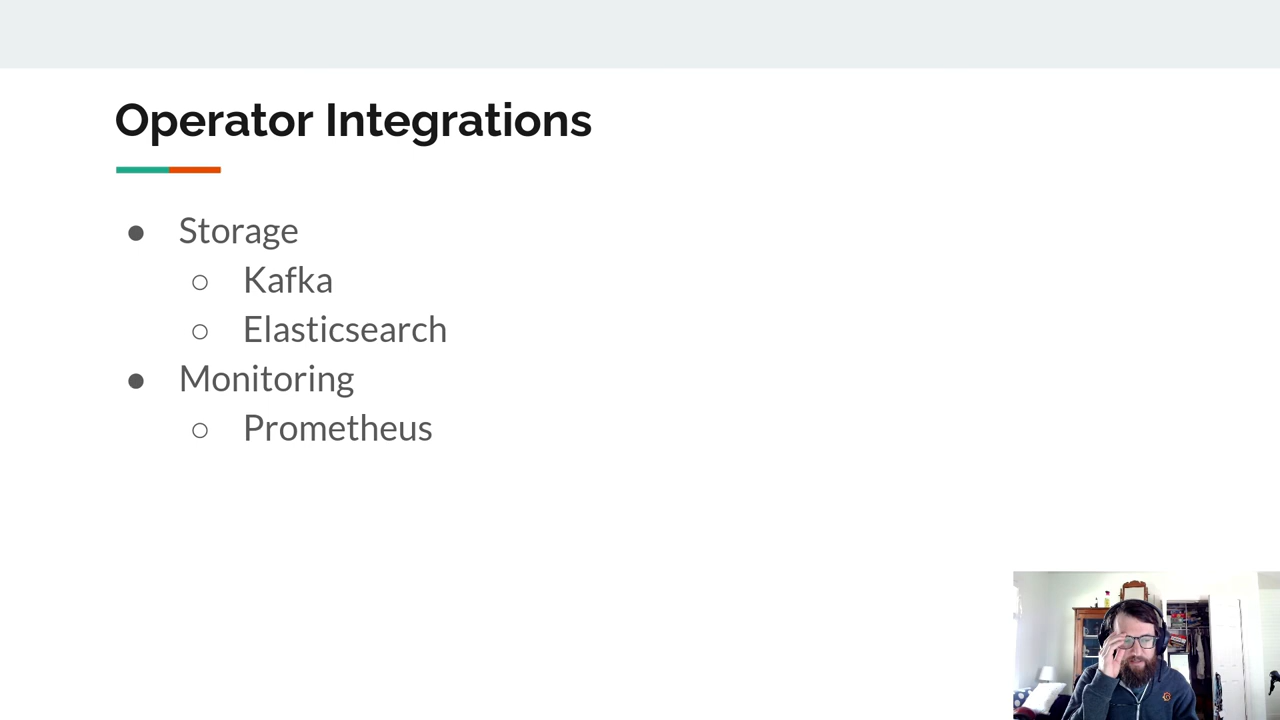 Operator Integrations
● Storage
○ Kafka
○ Elasticsearch
● Monitoring
○ Prometheus